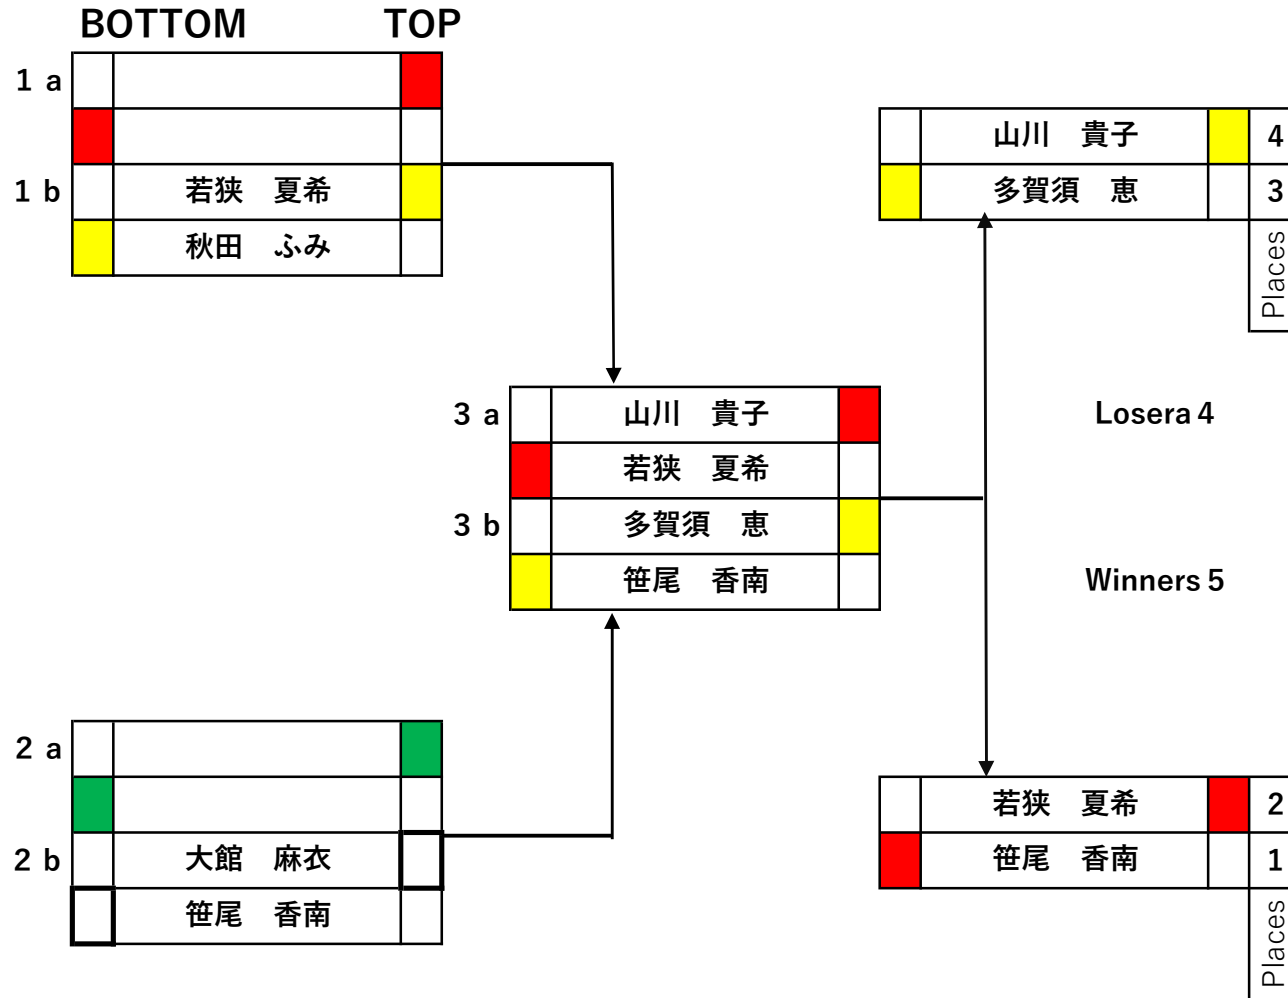 BOTTOM TOP
1 a
1 b 若狭　夏希
秋田　ふみ
山川　貴子 4
多賀須　恵 3
Places
3 a 山川　貴子
若狭　夏希
3 b 多賀須　恵
笹尾　香南
Losera 4
Winners 5
2 a
2 b 大館　麻衣
笹尾　香南
若狭　夏希 2
笹尾　香南 1
Places